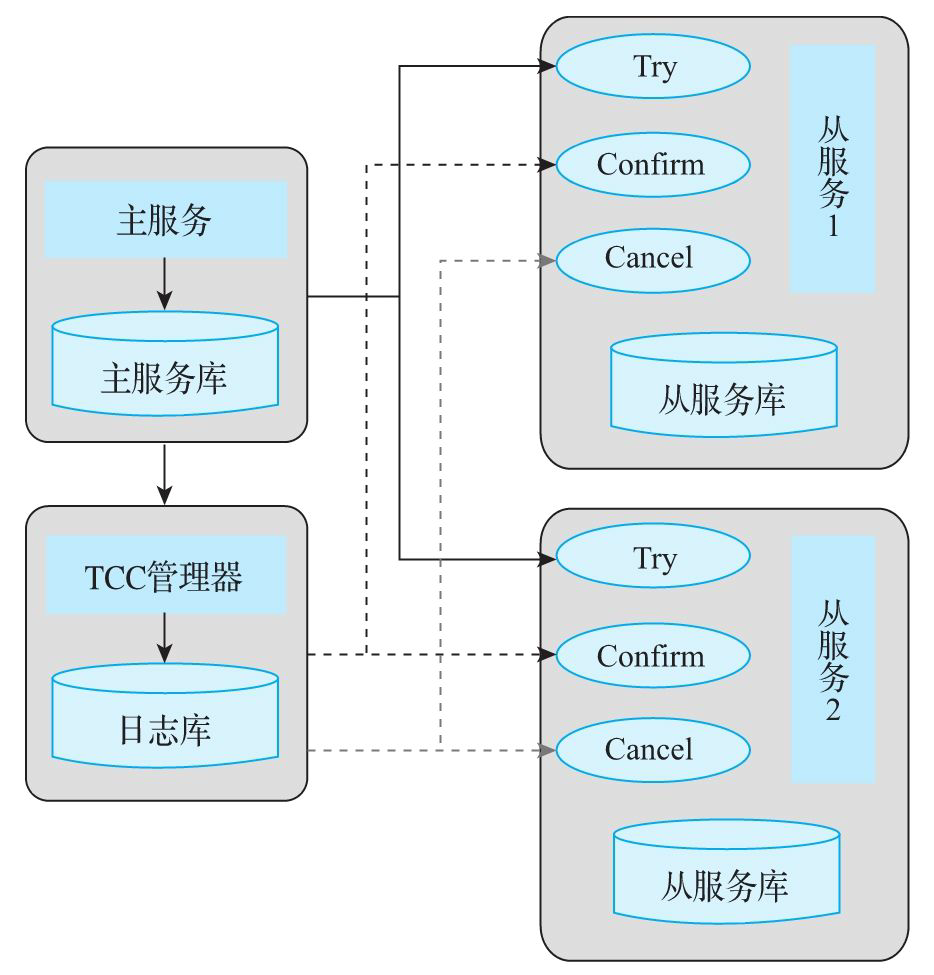 主服务
主服务库
TCC管理器
日志库
Try
Confirm
Cancel
从服务1
从服务库
Try
Confirm
Cancel
从服务2
从服务库